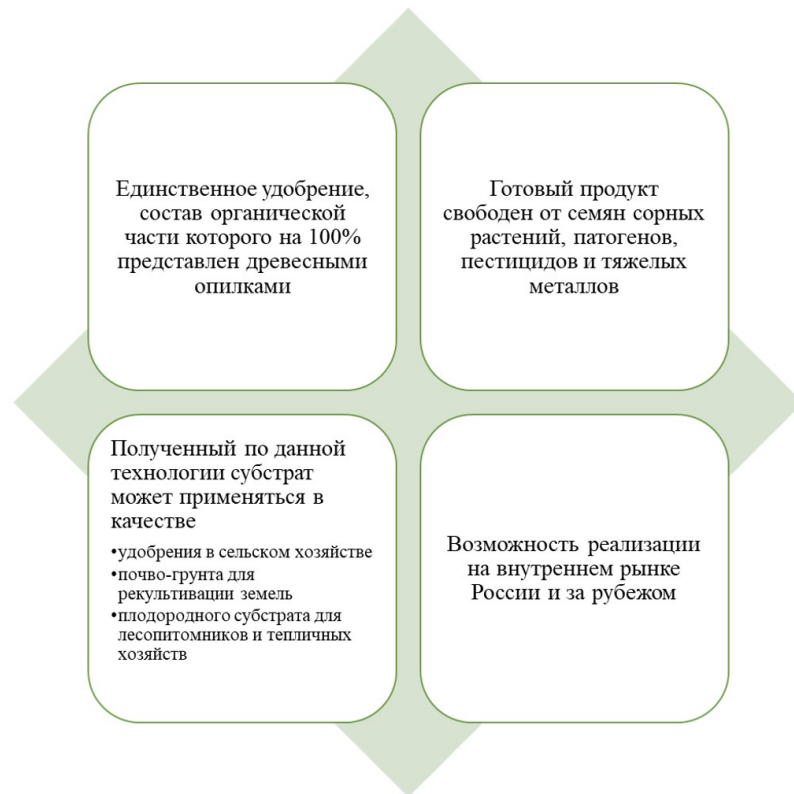 Единственное удобрение,
состав органической
части которого на 100%
представлен древесными
опилками
Готовый продукт
свободен от семян сорных
растений, патогенов,
пестицидов и тяжелых
металлов
Полученный по данной
технологии субстрат
может применяться в
качестве
•удобрения в сельском хозяйстве
•почво-грунта для
рекультивации земель
•плодородного субстрата для
лесопитомников и тепличных
хозяйств
Возможность реализации
на внутреннем рынке
России и за рубежом